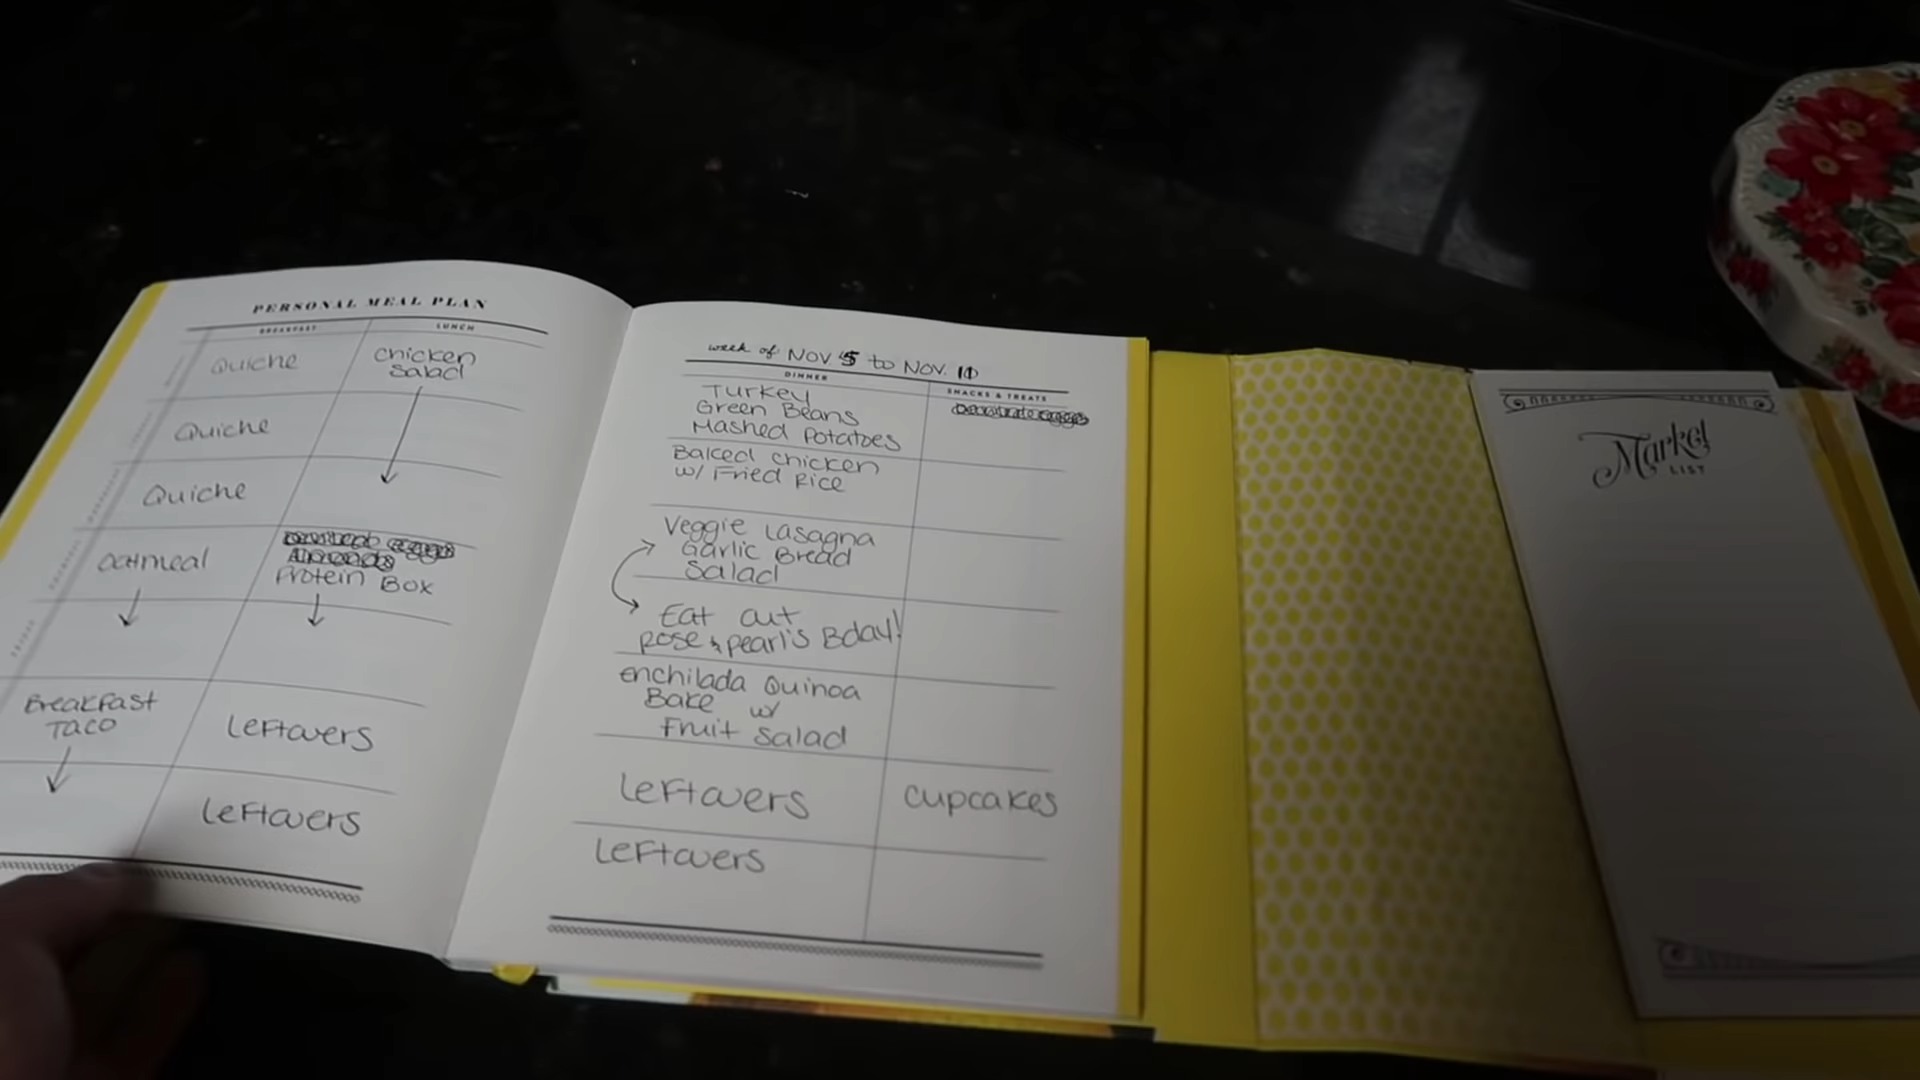 PERSONAL MEAL PLAN
BREAKFAST
LUNCH
Quiche
chicken
salad
Quiche
Quiche
oatmeal
Protein Box
Breakfast
Taco
Leftovers
Leftovers
week of NOV 5 to NOV. 11
DINNER
SNACKS & TREATS
Turkey
Green Beans
Mashed Potatoes
Baked chicken
w/ Fried Rice
Veggie Lasagna
Garlic Bread
Salad
Eat out
Rose & Pearl's Bday!
enchilada Quinoa
Bake w/
Fruit Salad
Leftovers
cupcakes
Leftovers
Market
LIST